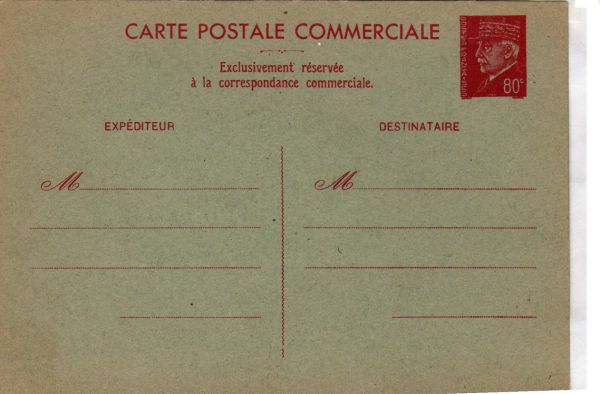 CARTE POSTALE COMMERCIALE
Exclusivement réservée
à la correspondance commerciale.
80c
EXPÉDITEUR
DESTINATAIRE
M
M